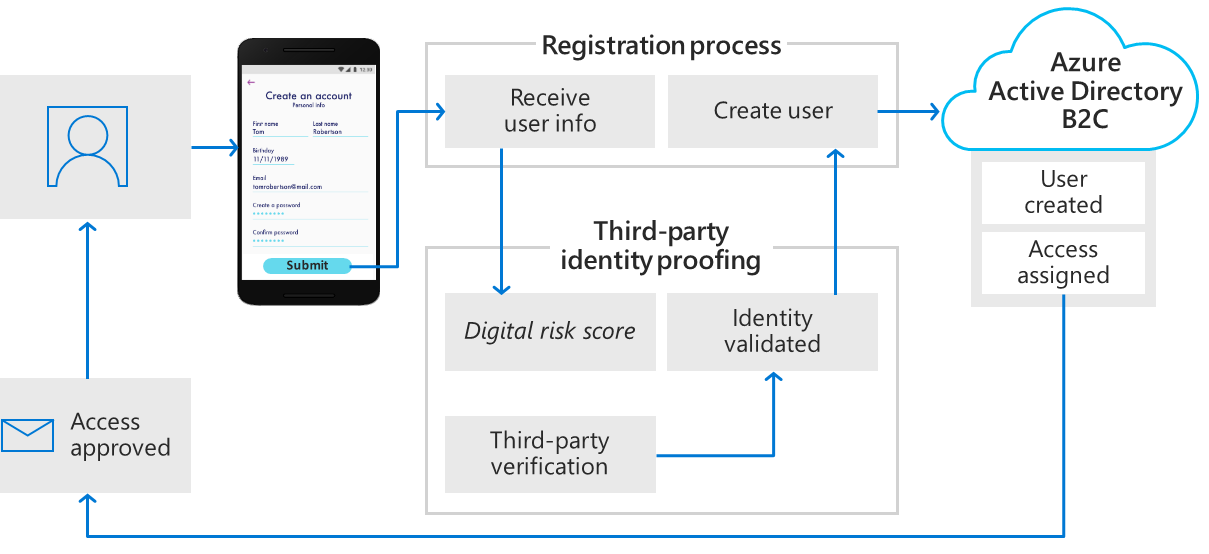 12:34
Create an account
Personal info
First name
Last name
Tom
Robertson
Birthday
11/11/1989
Email
tomrobertson@mail.com
Create a password
Confirm password
Submit
Registration process
Receive
user info
Create user
Azure
Active Directory
B2C
User
created
Access
assigned
Third-party
identity proofing
Digital risk score
Identity
validated
Third-party
verification
Access
approved